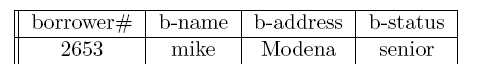 borrower# b-name b-address b-status
2653 mike Modena senior